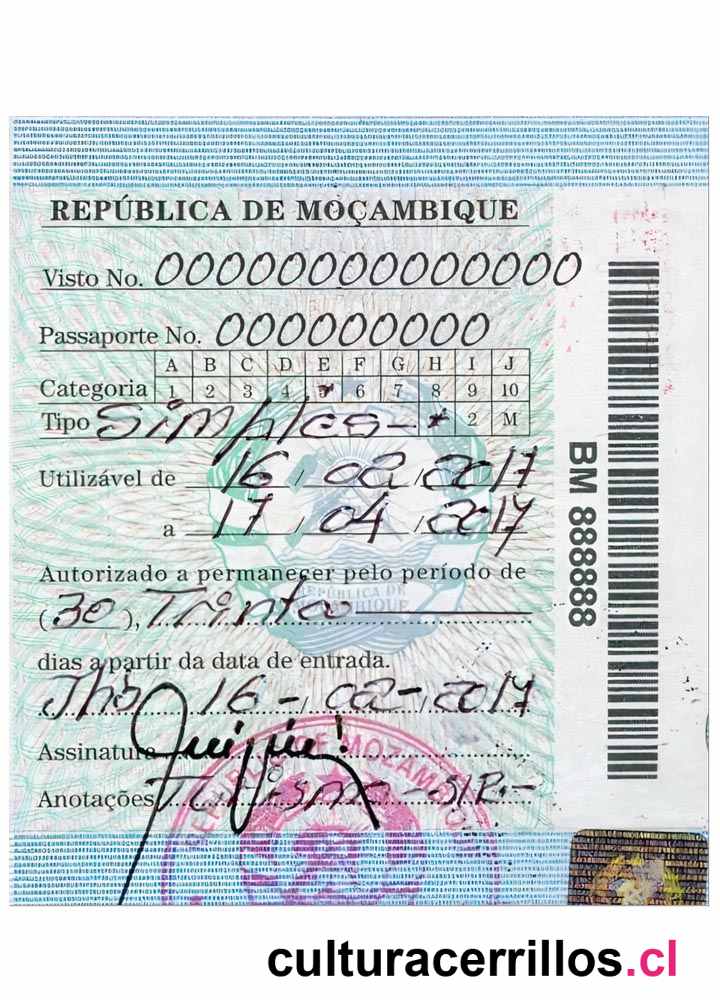 REPÚBLICA DE MOÇAMBIQUE
Visto No. 00000000000000
Passaporte No. 000000000
A B C D E F G H I J
Categoria 1 2 3 4 5 6 7 8 9 10
Tipo Simples-* 2 M
Utilizável de 16 / 02 / 2017
a 17 / 04 / 2017
Autorizado a permanecer pelo período de
(30), Trinta
dias a partir da data de entrada.
16-02-2017
Assinatura
Anotações Turismo
BM 888888
REPÚBLICA DE MOÇAMBIQUE
culturacerrillos.cl